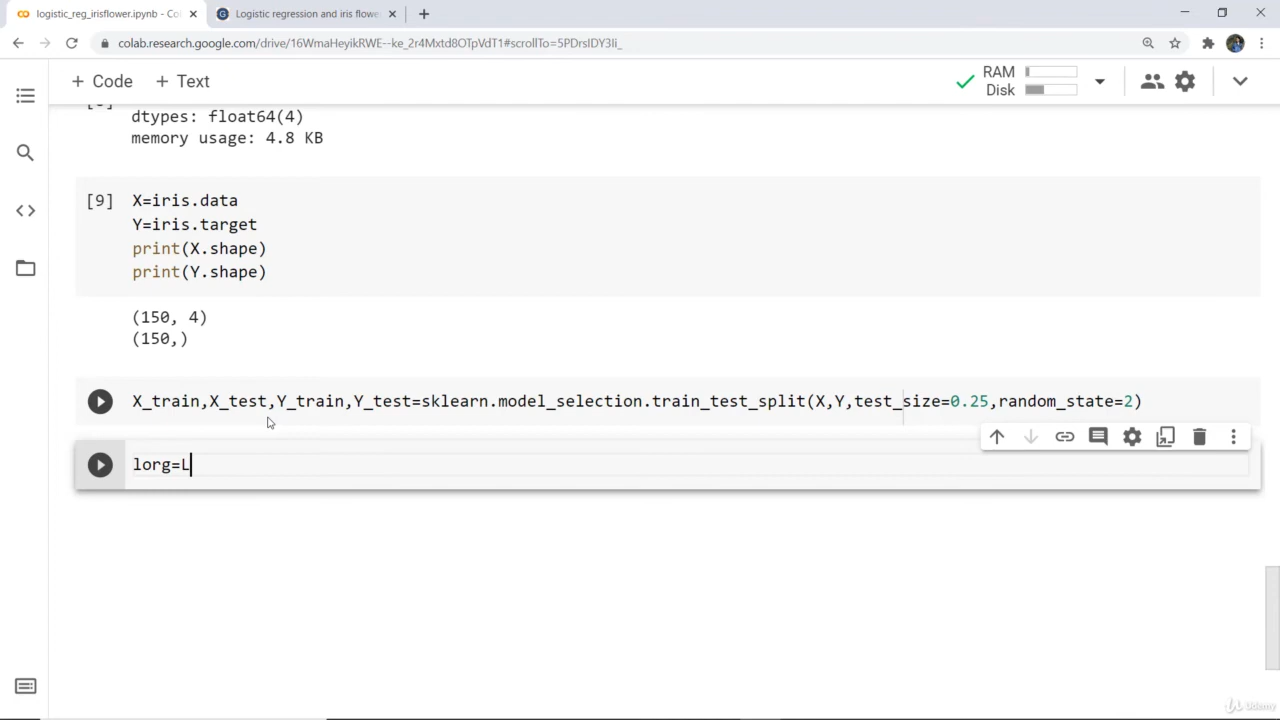 logistic_reg_irisflower.ipynb - Co
Logistic regression and iris flowe
colab.research.google.com/drive/16WmaHeyikRWE--ke_2r4Mxtd8OTpVdT1#scrollTo=5PDrslDY3Ii_
+ Code + Text
RAM
Disk
dtypes: float64(4)
memory usage: 4.8 KB
[9] X=iris.data
Y=iris.target
print(X.shape)
print(Y.shape)
(150, 4)
(150,)
X_train,X_test,Y_train,Y_test=sklearn.model_selection.train_test_split(X,Y,test_size=0.25,random_state=2)
lorg=L
Udemy